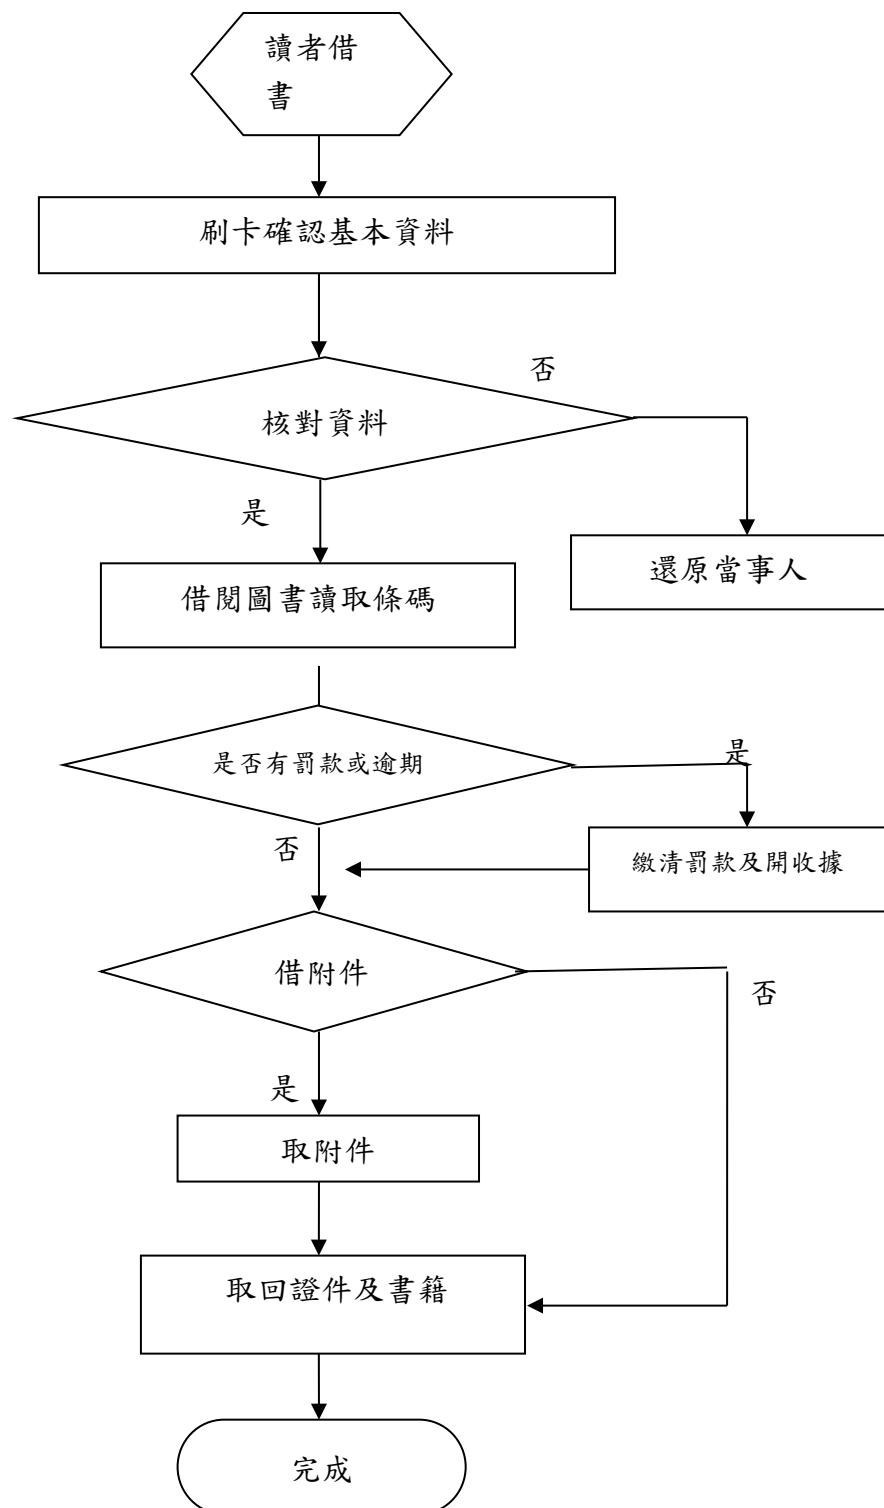 讀者借
書
刷卡確認基本資料
否
核對資料
是
還原當事人
借閱圖書讀取條碼
是否有罰款或逾期
是
否
繳清罰款及開收據
借附件
否
是
取附件
取回證件及書籍
完成